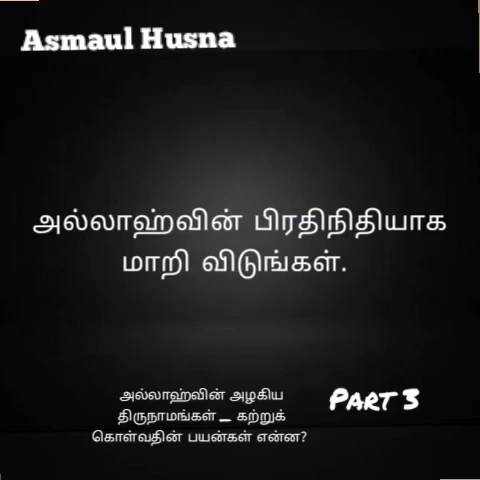 Asmaul Husna
அல்லாஹ்வின் பிரதிநிதியாக
மாறி விடுங்கள்.
அல்லாஹ்வின் அழகிய
திருநாமங்கள் – கற்றுக்
கொள்வதின் பயன்கள் என்ன?
Part 3